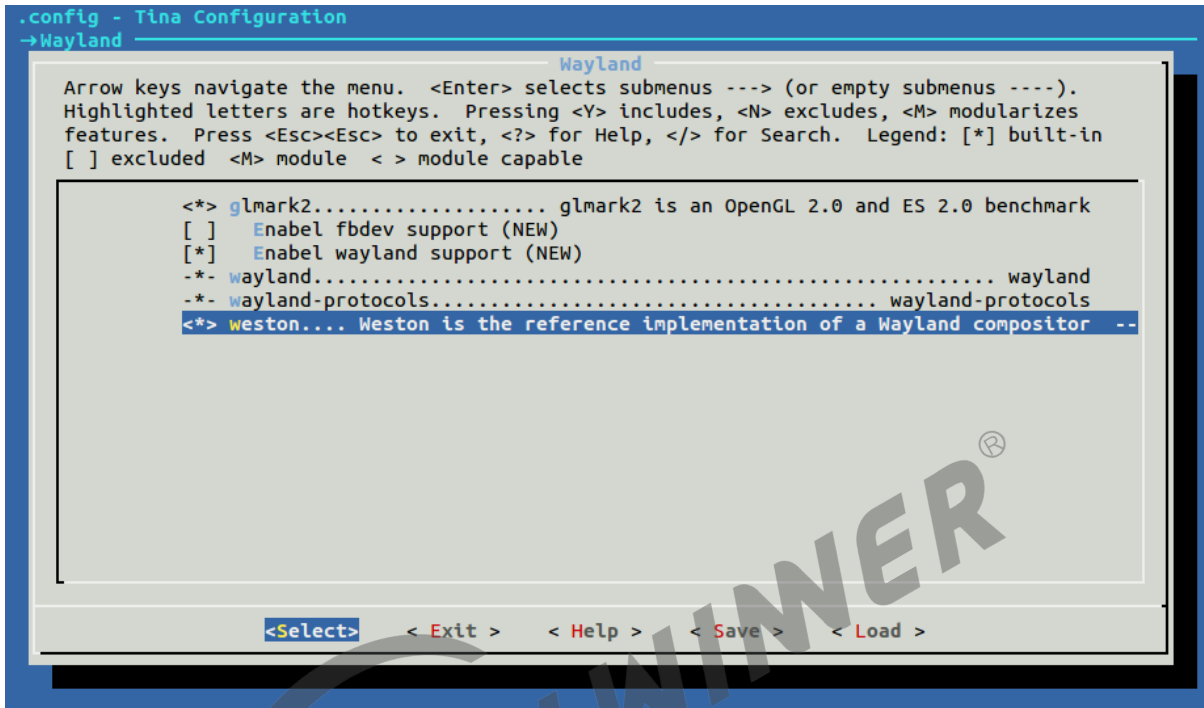 .config - Tina Configuration
→Wayland
Wayland
Arrow keys navigate the menu.  <Enter> selects submenus ---> (or empty submenus ----).
Highlighted letters are hotkeys.  Pressing <Y> includes, <N> excludes, <M> modularizes
features.  Press <Esc><Esc> to exit, <?> for Help, </> for Search.  Legend: [*] built-in
[ ] excluded  <M> module  < > module capable
<*> glmark2.................... glmark2 is an OpenGL 2.0 and ES 2.0 benchmark
[ ]   Enabel fbdev support (NEW)
[*]   Enabel wayland support (NEW)
-*- wayland.......................................................... wayland
-*- wayland-protocols...................................... wayland-protocols
<*> weston.... Weston is the reference implementation of a Wayland compositor  --
<Select>    < Exit >    < Help >    < Save >    < Load >
WINNER®